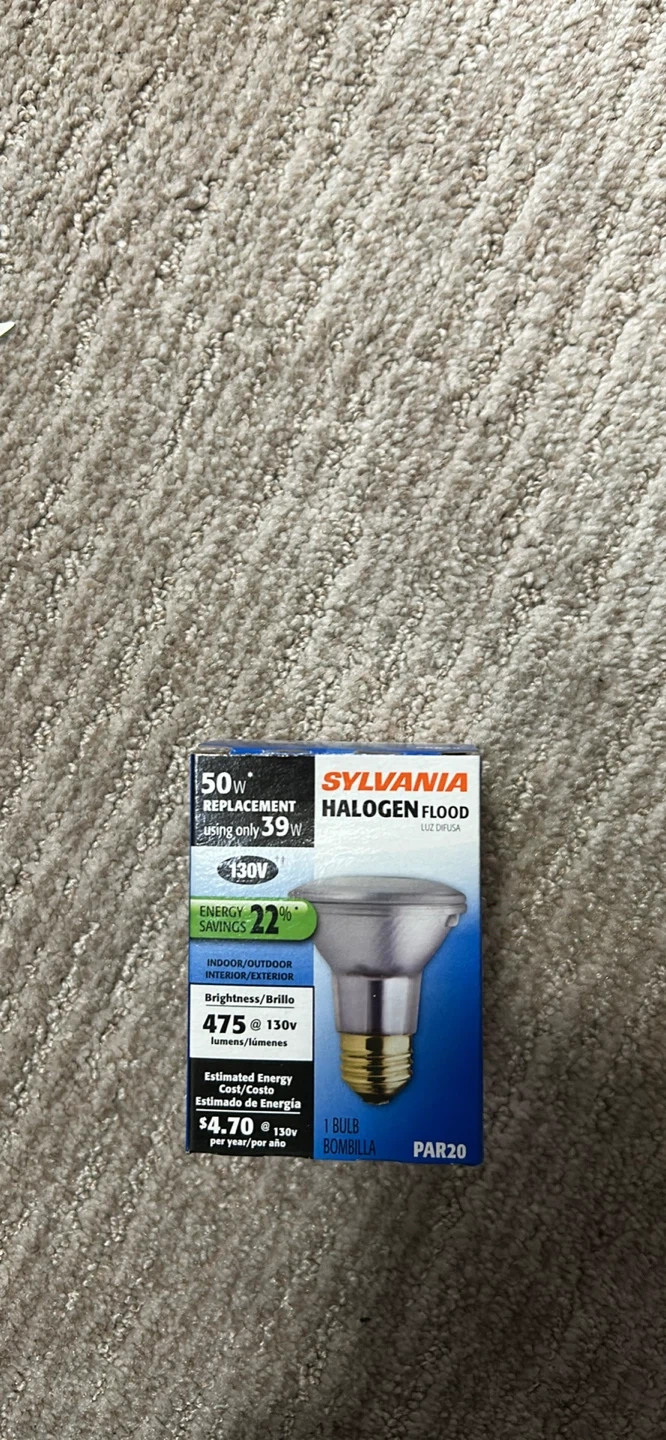 50W*
REPLACEMENT
using only 39W
130V
ENERGY SAVINGS 22%*
INDOOR/OUTDOOR
INTERIOR/EXTERIOR
Brightness/Brillo
475 @ 130v
lumens/lúmenes
Estimated Energy
Cost/Costo
Estimado de Energía
$4.70 @ 130v
per year/por año
SYLVANIA
HALOGEN FLOOD
LUZ DIFUSA
1 BULB
BOMBILLA
PAR20